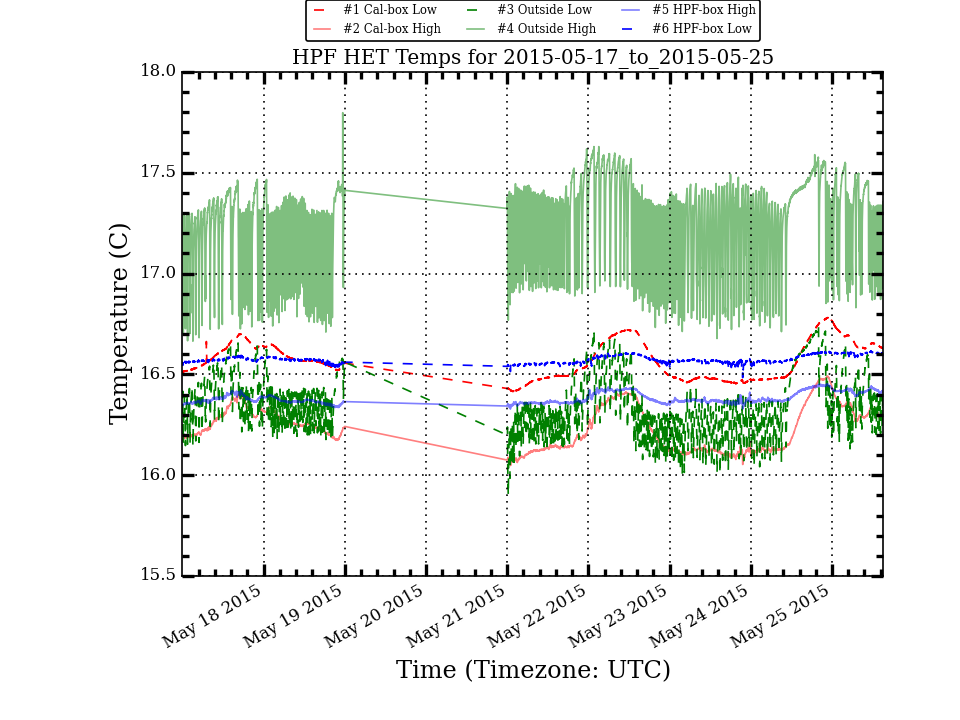 #1 Cal-box Low #3 Outside Low #5 HPF-box High
#2 Cal-box High #4 Outside High #6 HPF-box Low
HPF HET Temps for 2015-05-17_to_2015-05-25
18.0
17.5
17.0
16.5
16.0
15.5
Temperature (C)
May 18 2015
May 19 2015
May 20 2015
May 21 2015
May 22 2015
May 23 2015
May 24 2015
May 25 2015
Time (Timezone: UTC)